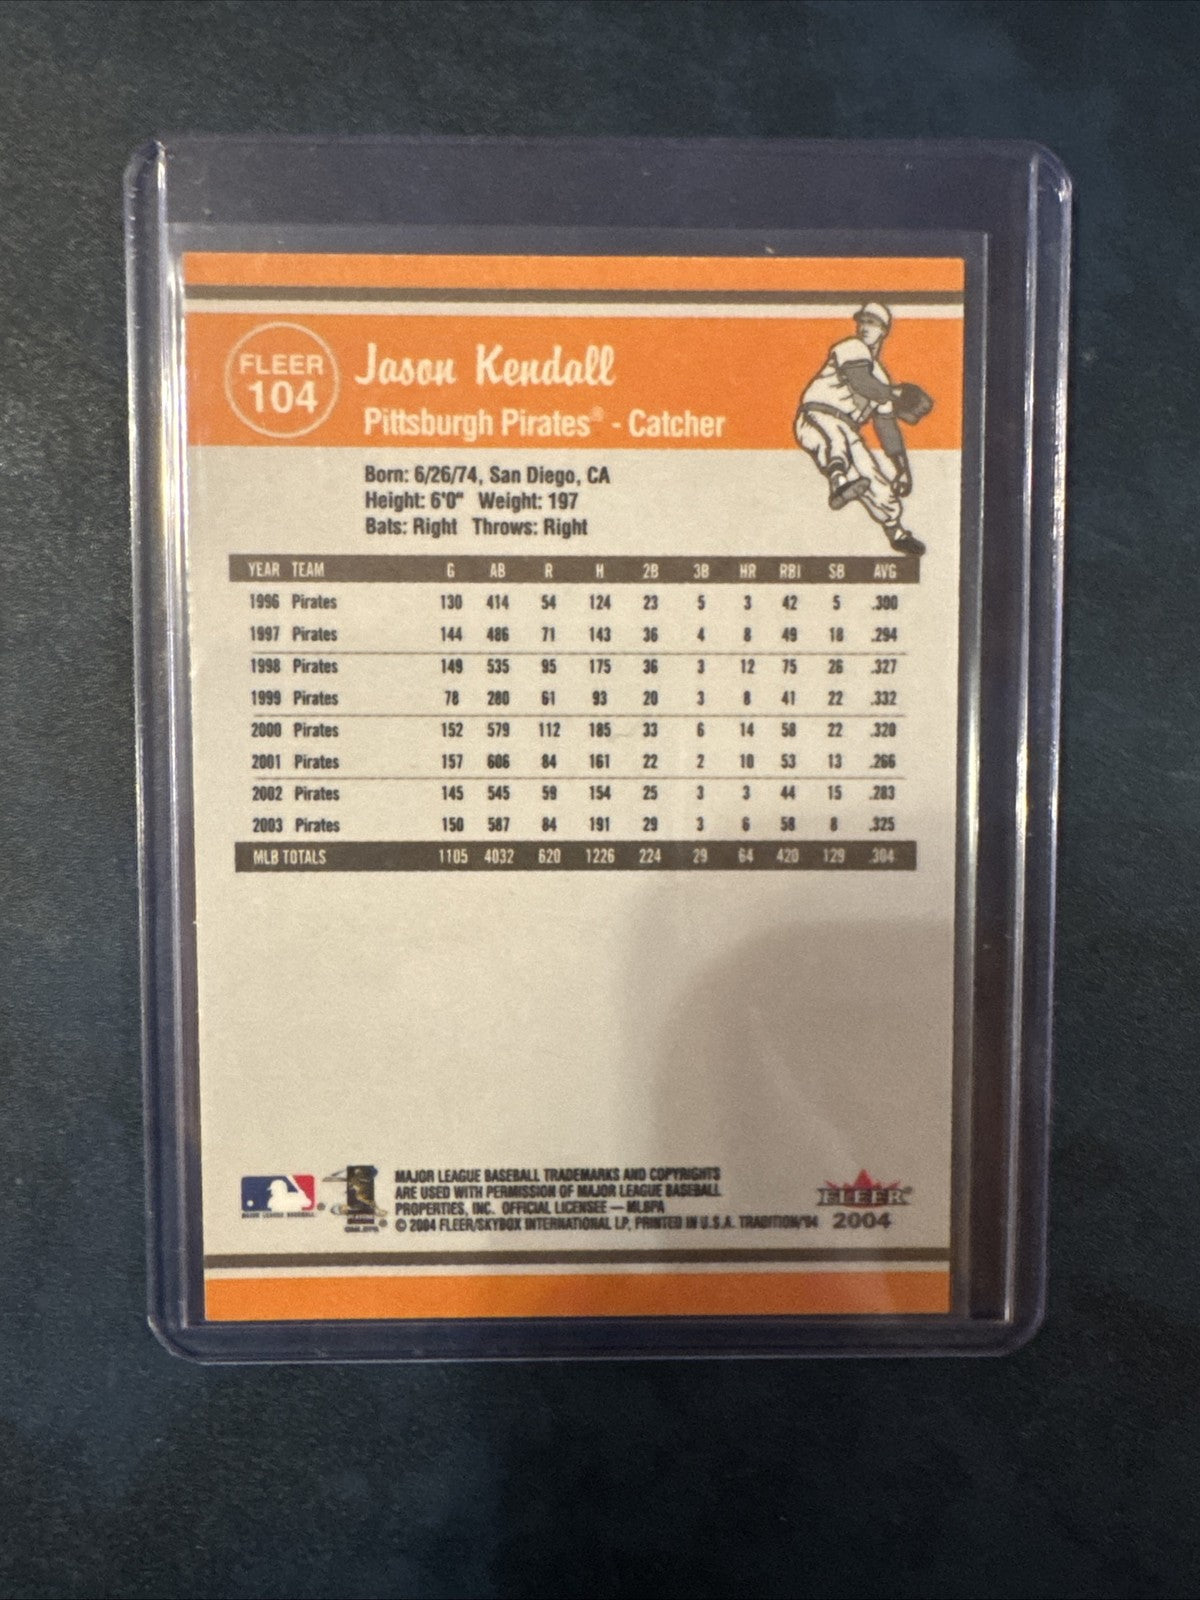 FLEER
104
Jason Kendall
Pittsburgh Pirates® - Catcher
Born: 6/26/74, San Diego, CA
Height: 6'0" Weight: 197
Bats: Right Throws: Right
YEAR TEAM G AB R H 2B 3B HR RBI SB AVG
1996 Pirates 130 414 54 124 23 5 3 42 5 .300
1997 Pirates 144 486 71 143 36 4 8 49 18 .294
1998 Pirates 149 535 95 175 36 3 12 75 26 .327
1999 Pirates 78 280 61 93 20 3 8 41 22 .332
2000 Pirates 152 579 112 185 33 6 14 58 22 .320
2001 Pirates 157 606 84 161 22 2 10 53 13 .266
2002 Pirates 145 545 59 154 25 3 3 44 15 .283
2003 Pirates 150 587 84 191 29 3 6 58 8 .325
MLB TOTALS 1105 4032 620 1226 224 29 64 420 129 .304
MAJOR LEAGUE BASEBALL TRADEMARKS AND COPYRIGHTS
ARE USED WITH PERMISSION OF MAJOR LEAGUE BASEBALL
PROPERTIES, INC. OFFICIAL LICENSEE — MLBPA
© 2004 FLEER/SKYBOX INTERNATIONAL LP, PRINTED IN U.S.A. TRADITION/'04
MAJOR LEAGUE BASEBALL
FLEER
2004